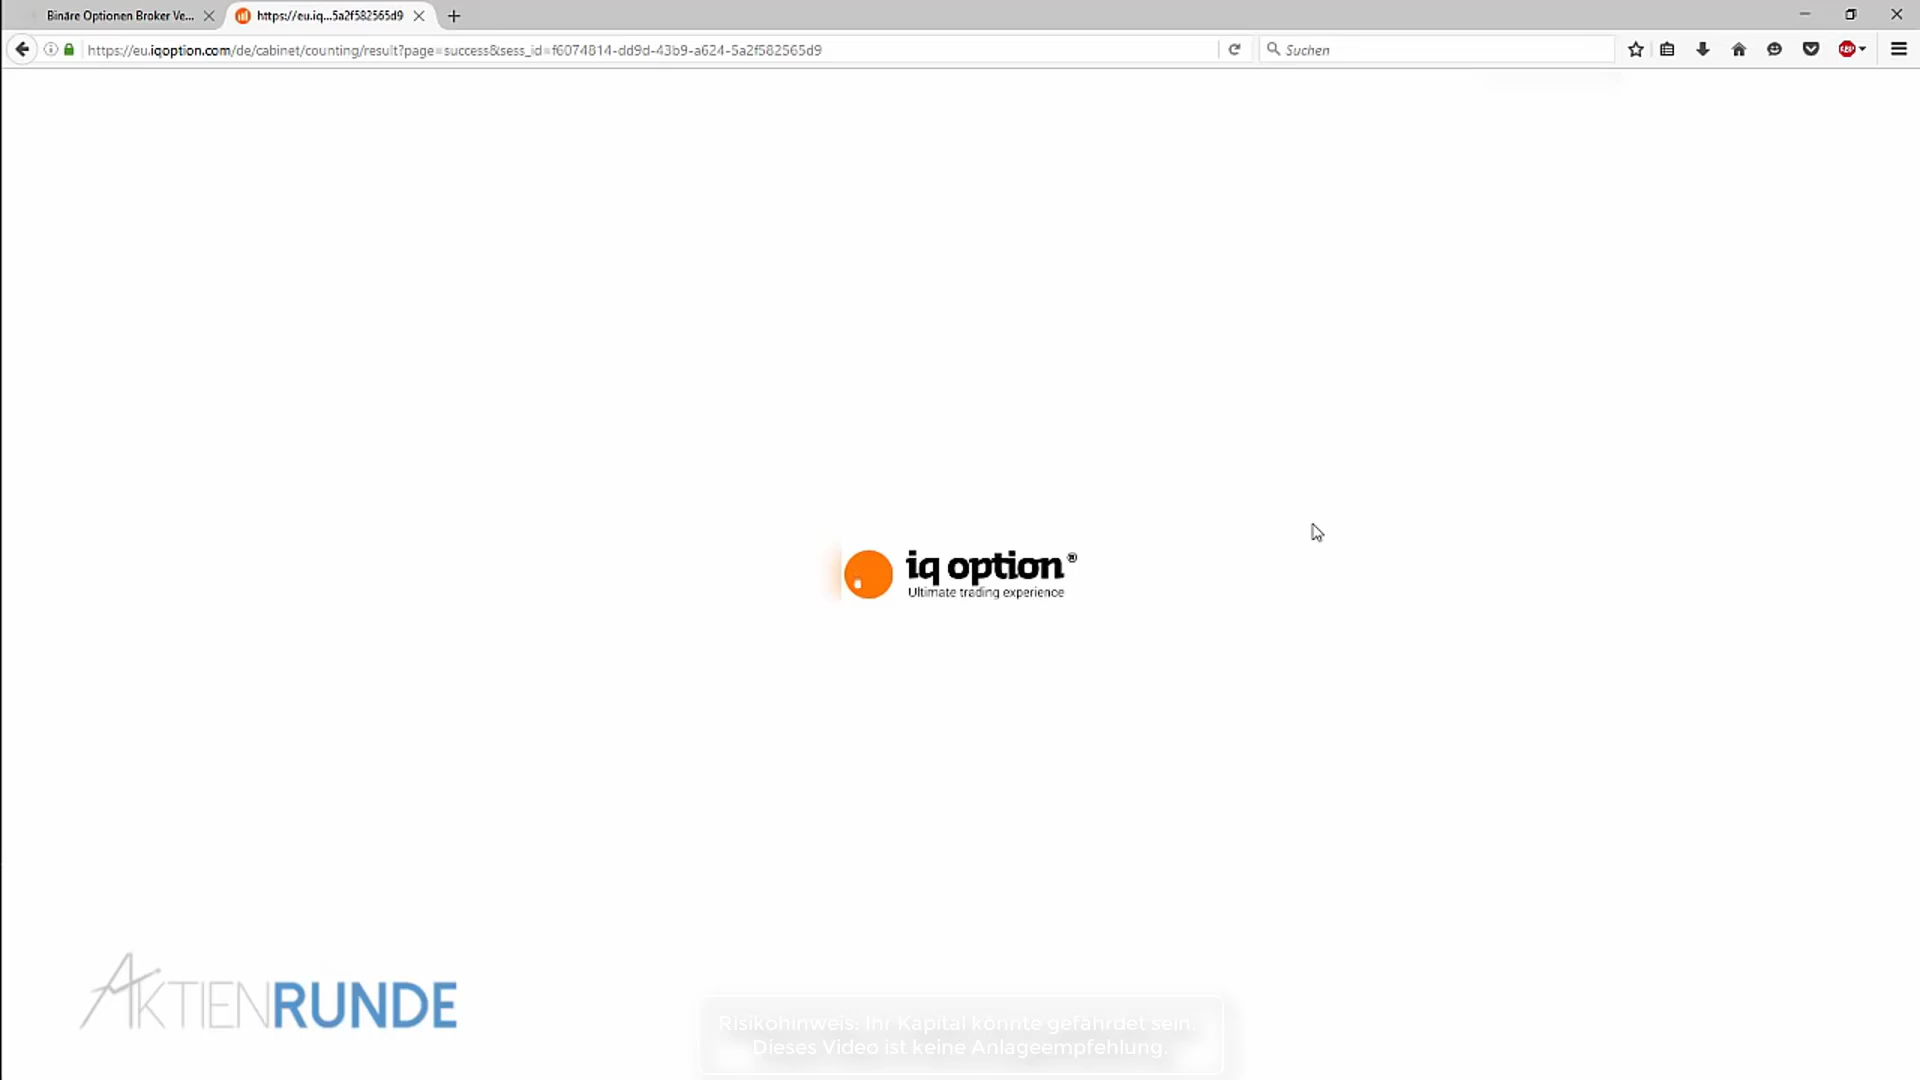 Binäre Optionen Broker Ve...
https://eu.iq...5a2f582565d9
https://eu.iqoption.com/de/cabinet/counting/result?page=success&sess_id=f6074814-dd9d-43b9-a624-5a2f582565d9
Suchen
ABP
iq option®
Ultimate trading experience
AKTIENRUNDE
Risikohinweis: Ihr Kapital könnte gefährdet sein.
Dieses Video ist keine Anlageempfehlung.